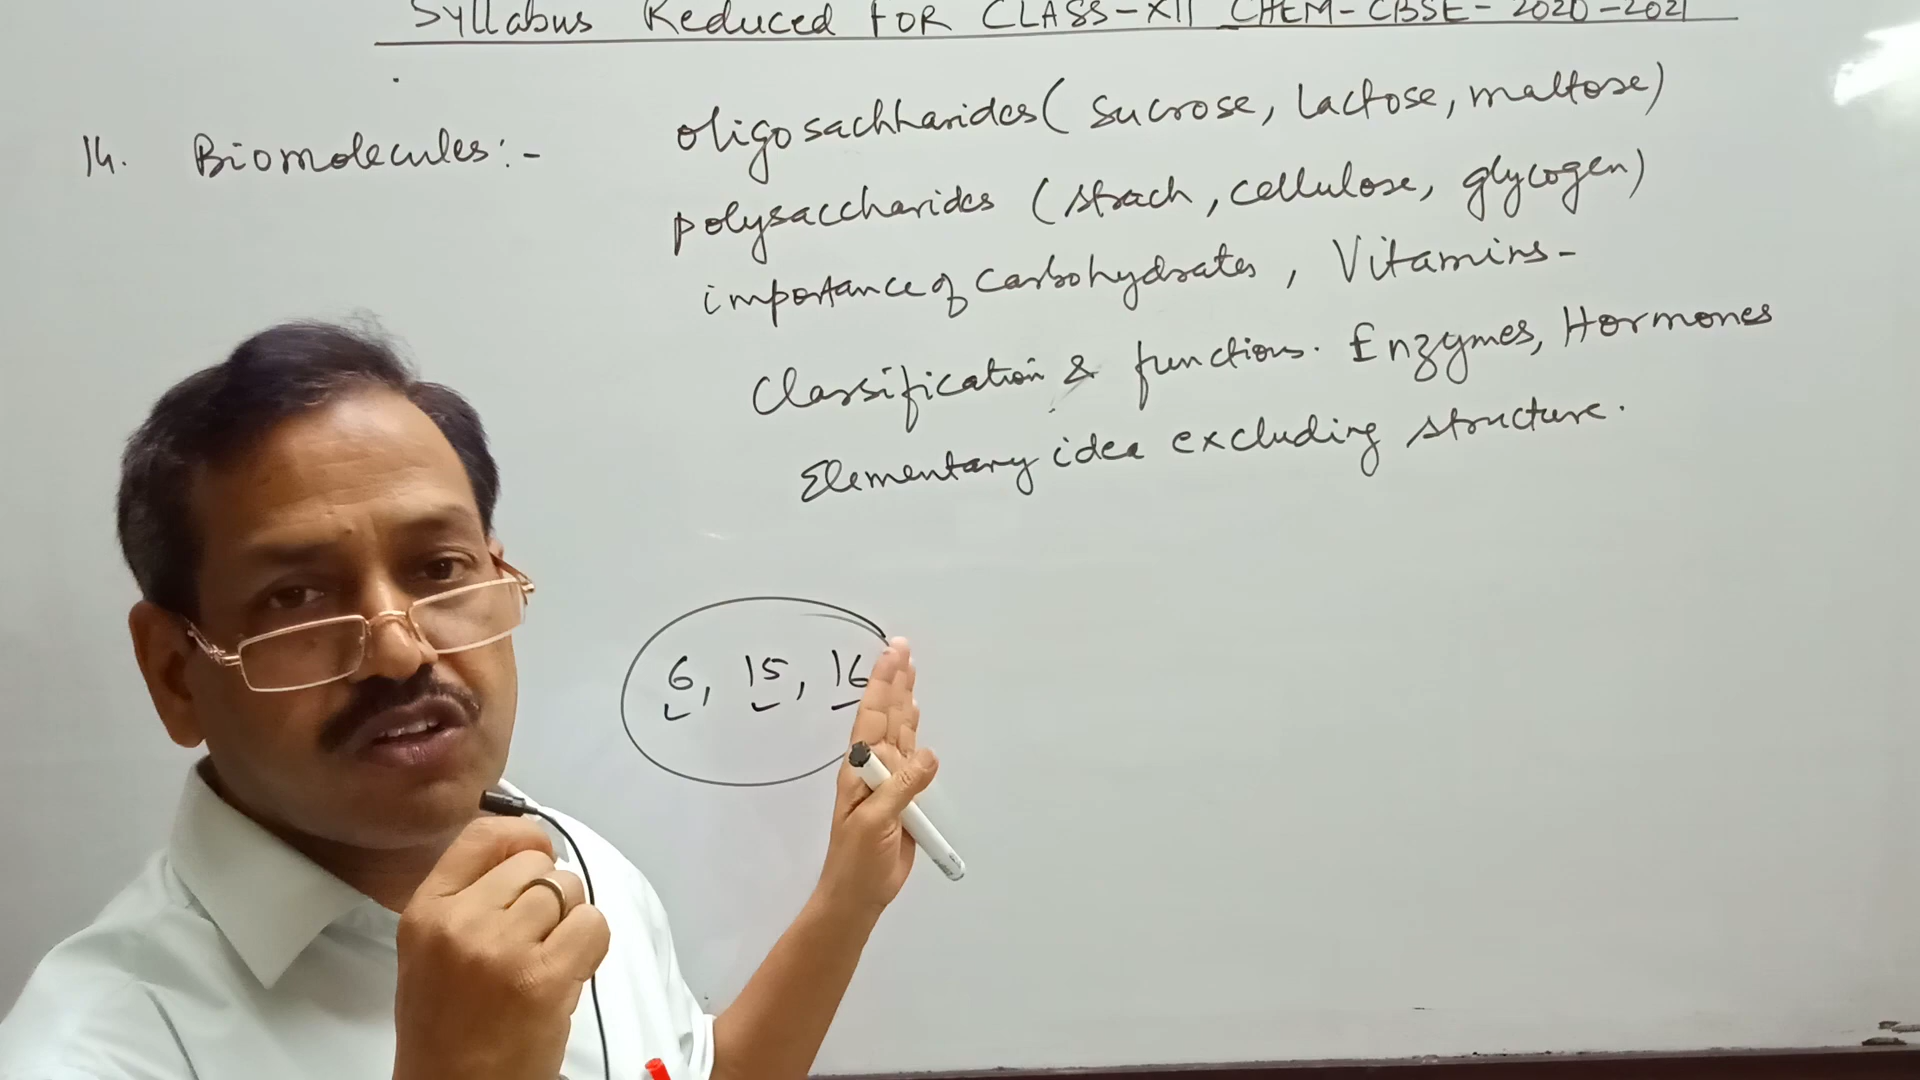 Syllabus Reduced FOR CLASS-XII CHEM-CBSE-2020-2021
14. Biomolecules:- oligosachharides (sucrose, lactose, maltose)
polysaccharides (strach, cellulose, glycogen)
importance of carbohydrates, Vitamins-
Classification & functions. Enzymes, Hormones
Elementary idea excluding structure.
6, 15, 16